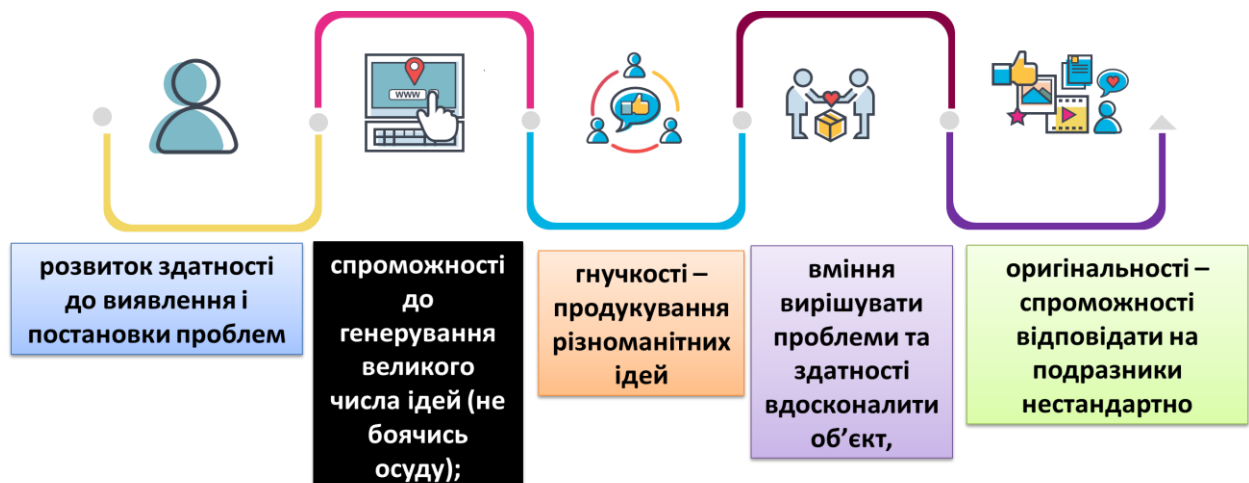 WWW
розвиток здатності
до виявлення і
постановки проблем
спроможності
до
генерування
великого
числа ідей (не
боячись
осуду);
гнучкості –
продукування
різноманітних
ідей
вміння
вирішувати
проблеми та
здатності
вдосконалити
об’єкт,
оригінальності –
спроможності
відповідати на
подразники
нестандартно